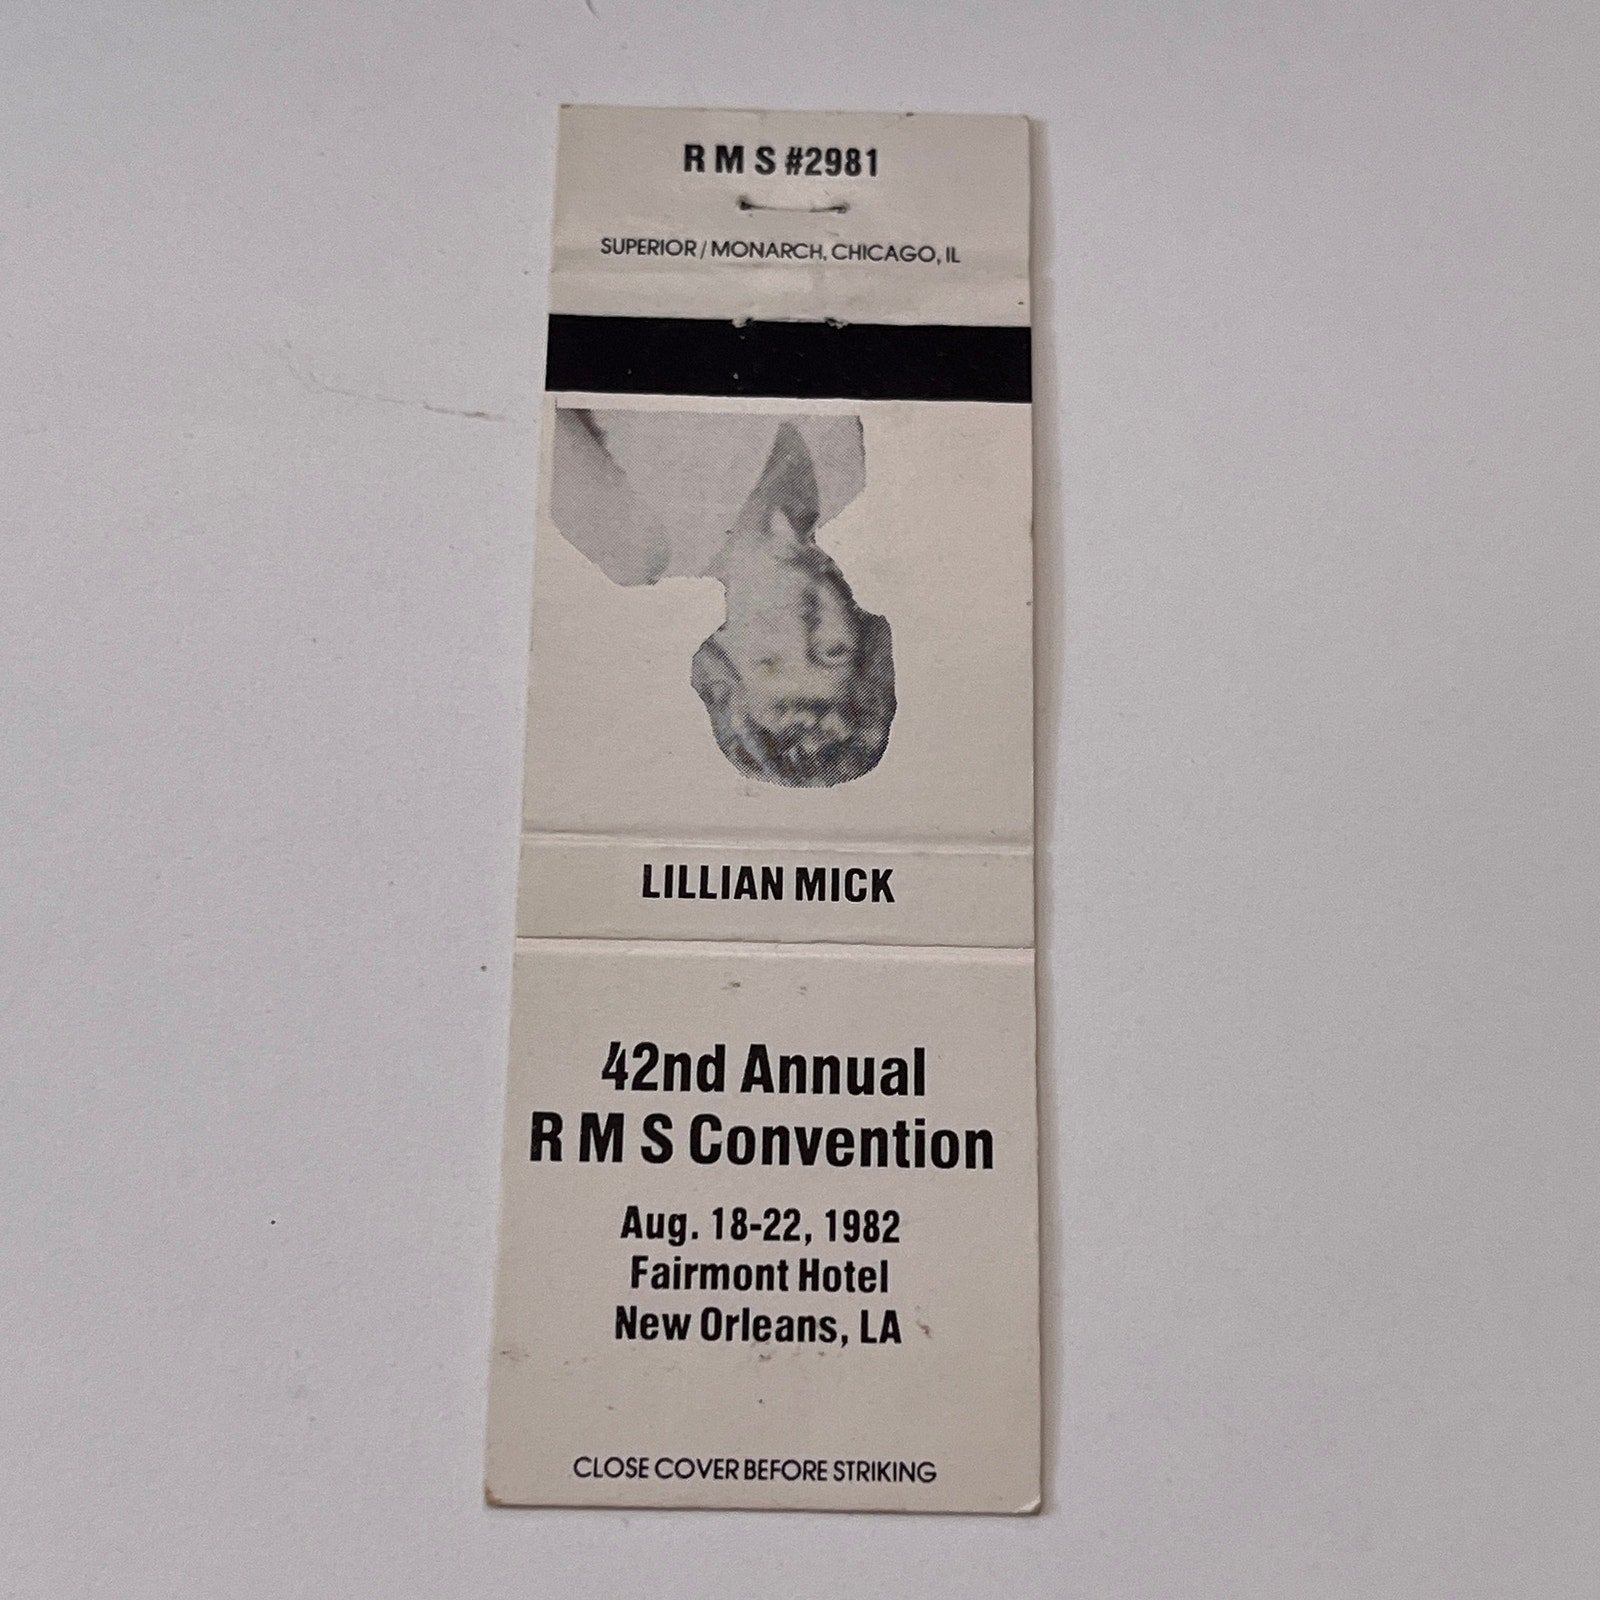 R M S #2981
SUPERIOR / MONARCH, CHICAGO, IL
LILLIAN MICK
42nd Annual
R M S Convention
Aug. 18-22, 1982
Fairmont Hotel
New Orleans, LA
CLOSE COVER BEFORE STRIKING